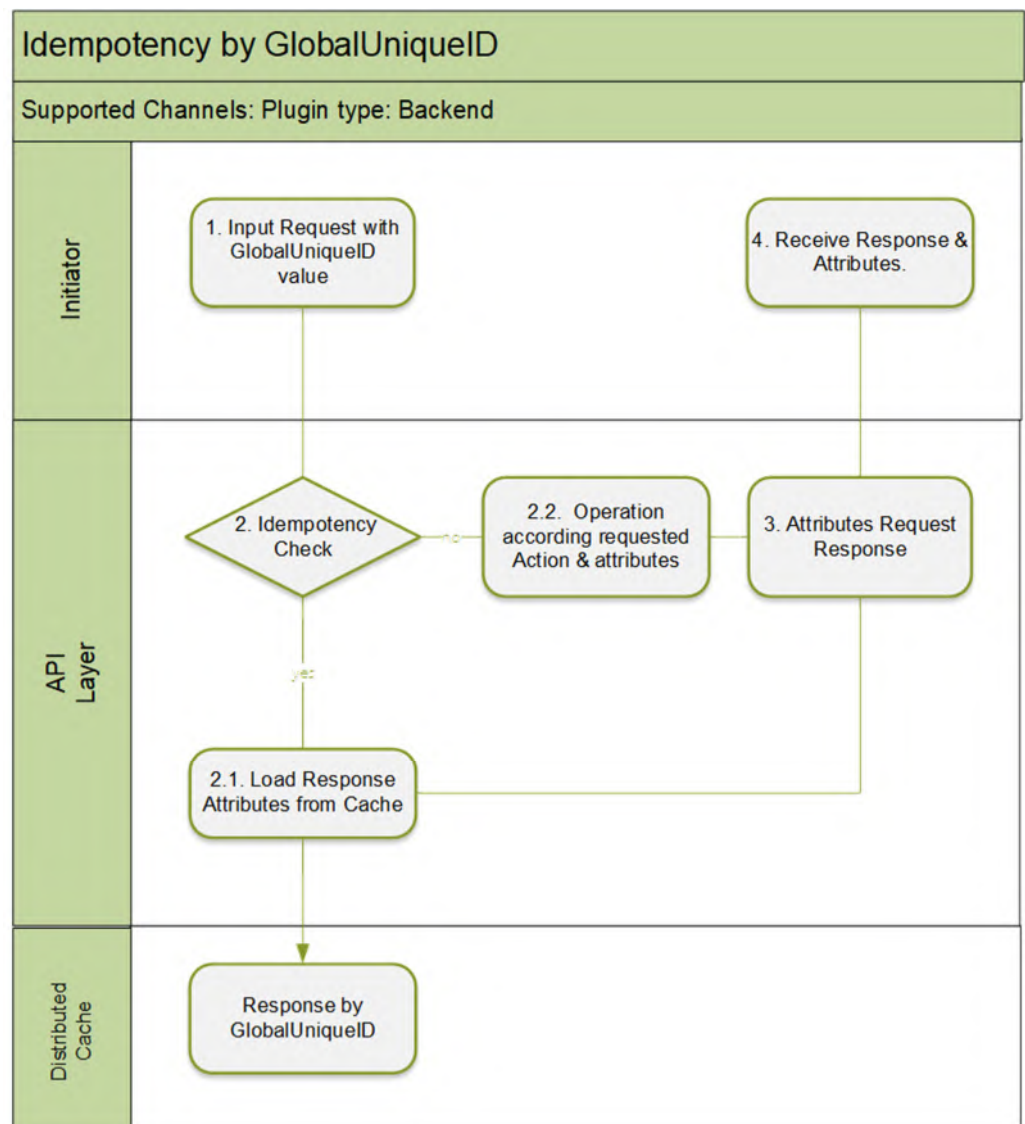 Idempotency by GlobalUniqueID
Supported Channels: Plugin type: Backend
Initiator
1. Input Request with
GlobalUniqueID
value
4. Receive Response &
Attributes.
API
Layer
2. Idempotency
Check
no
2.2. Operation
according requested
Action & attributes
3. Attributes Request
Response
yes
2.1. Load Response
Attributes from Cache
Distributed
Cache
Response by
GlobalUniqueID